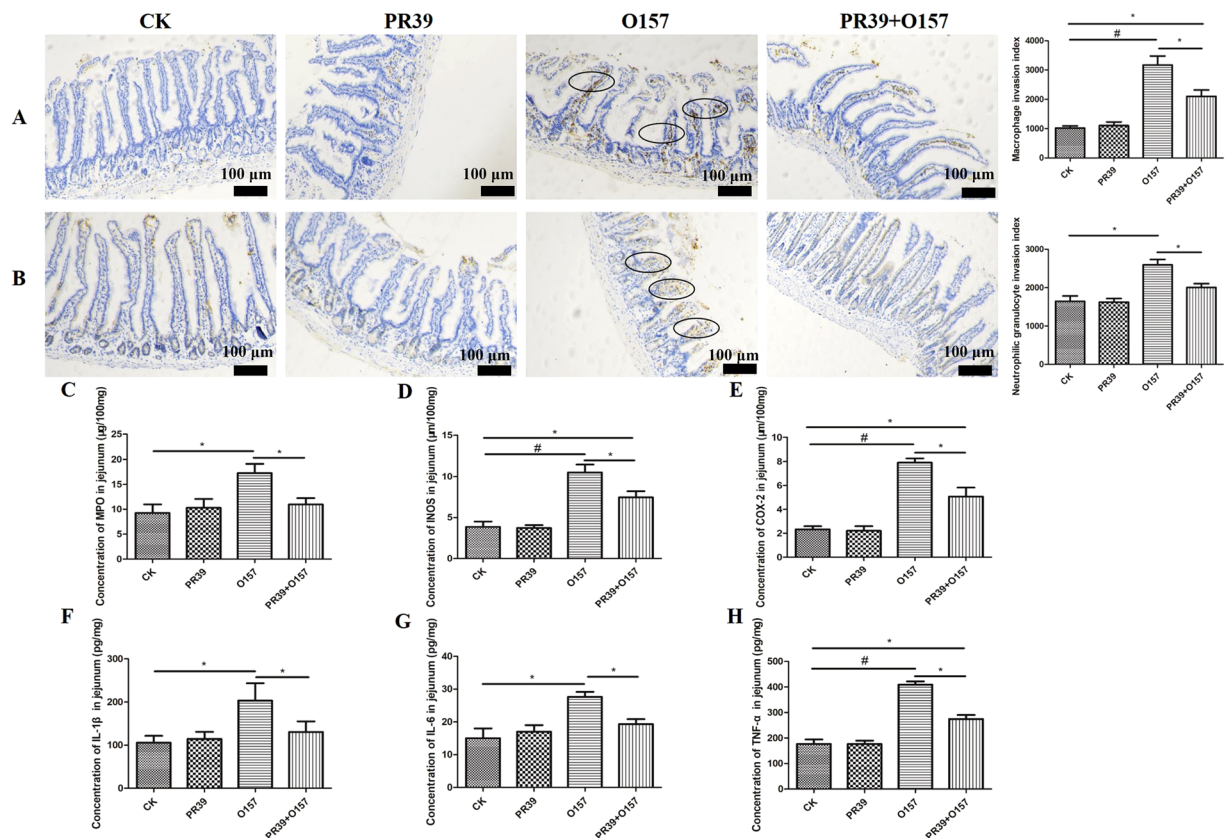 CK PR39 O157 PR39+O157
A
100 μm 100 μm 100 μm 100 μm
Macrophage invasion index
4000
3000
2000
1000
0
* # *
CK PR39 O157 PR39+O157
B
100 μm 100 μm 100 μm 100 μm
Neutrophilic granulocyte invasion index
3000
2000
1000
0
* *
CK PR39 O157 PR39+O157
C
Concentration of MPO in jejunum (μg/100mg)
25
20
15
10
5
0
* *
CK PR39 O157 PR39+O157
D
Concentration of INOS in jejunum (μm/100mg)
15
10
5
0
* # *
CK PR39 O157 PR39+O157
E
Concentration of COX-2 in jejunum (μm/100mg)
10
8
6
4
2
0
* # *
CK PR39 O157 PR39+O157
F
Concentration of IL-1β in jejunum (pg/mg)
300
200
100
0
* *
CK PR39 O157 PR39+O157
G
Concentration of IL-6 in jejunum (pg/mg)
40
30
20
10
0
* *
CK PR39 O157 PR39+O157
H
Concentration of TNF-α in jejunum (pg/mg)
500
400
300
200
100
0
* # *
CK PR39 O157 PR39+O157